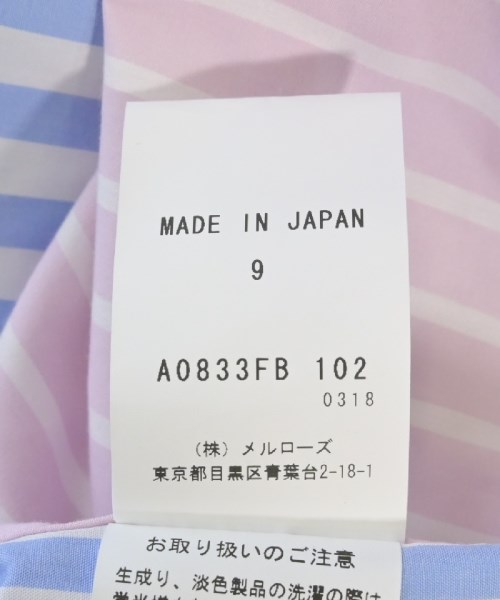 MADE IN JAPAN
9
A0833FB 102
0318
(株) メルローズ
東京都目黒区青葉台2-18-1
お取り扱いのご注意
生成り、淡色製品の洗濯の際は